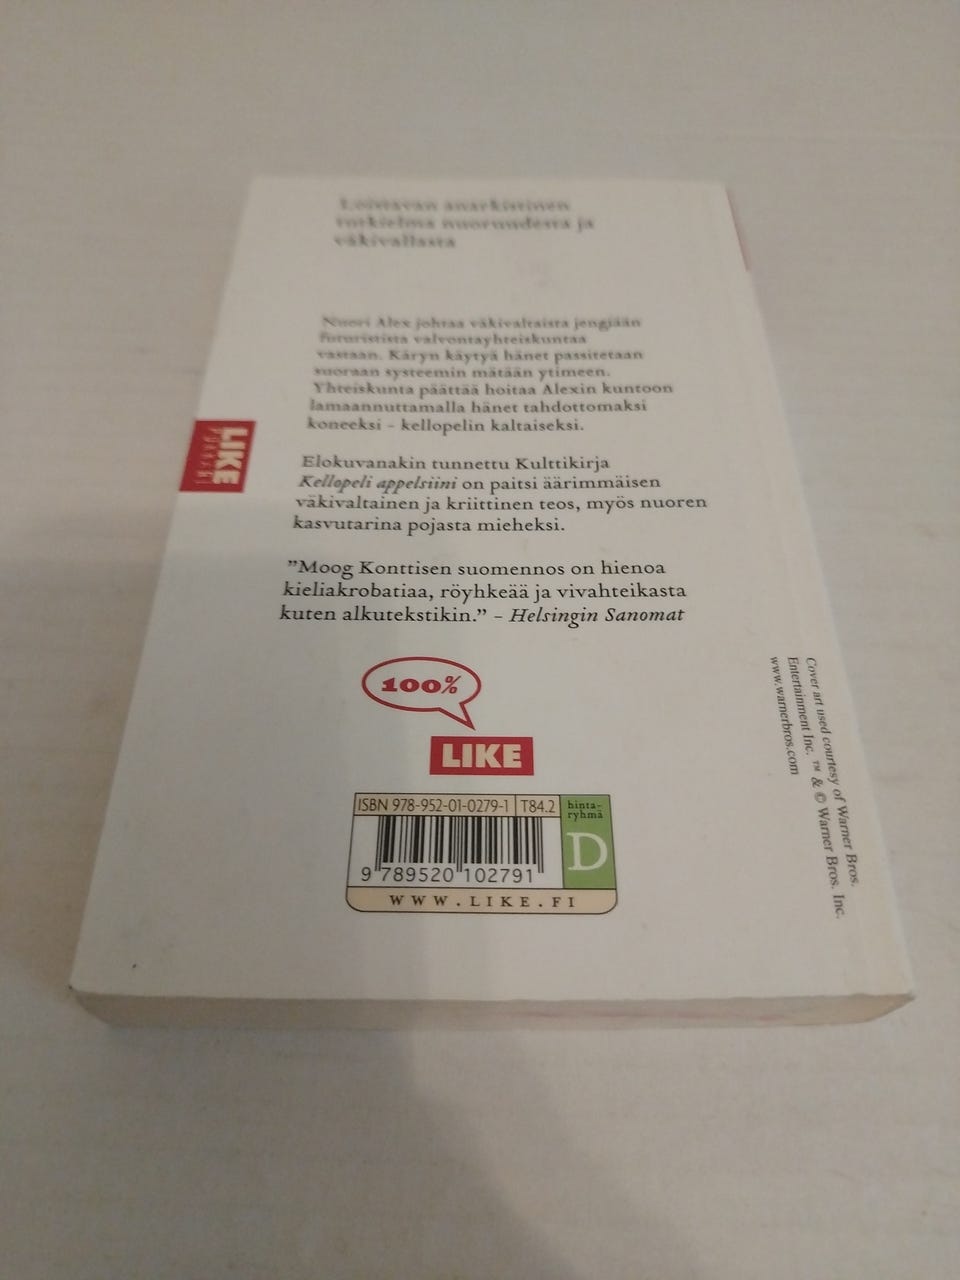 Loistavan anarkistinen
tutkielma nuoruudesta ja
väkivallasta
Nuori Alex johtaa väkivaltaista jengiään
futuristista valvontayhteiskuntaa
vastaan. Käryn käytyä hänet passitetaan
suoraan systeemin mätään ytimeen.
Yhteiskunta päättää hoitaa Alexin kuntoon
lamaannuttamalla hänet tahdottomaksi
koneeksi – kellopelin kaltaiseksi.
Elokuvanakin tunnettu Kulttikirja
Kellopeli appelsiini on paitsi äärimmäisen
väkivaltainen ja kriittinen teos, myös nuoren
kasvutarina pojasta mieheksi.
”Moog Konttisen suomennos on hienoa
kieliakrobatiaa, röyhkeää ja vivahteikasta
kuten alkutekstikin.” – Helsingin Sanomat
100%
LIKE
ISBN 978-952-01-0279-1 T84.2
hinta-
ryhmä
D
9 789520 102791
WWW.LIKE.FI
LIKE
Cover art used courtesy of Warner Bros.
Entertainment Inc. ™ & © Warner Bros. Inc.
www.warnerbros.com